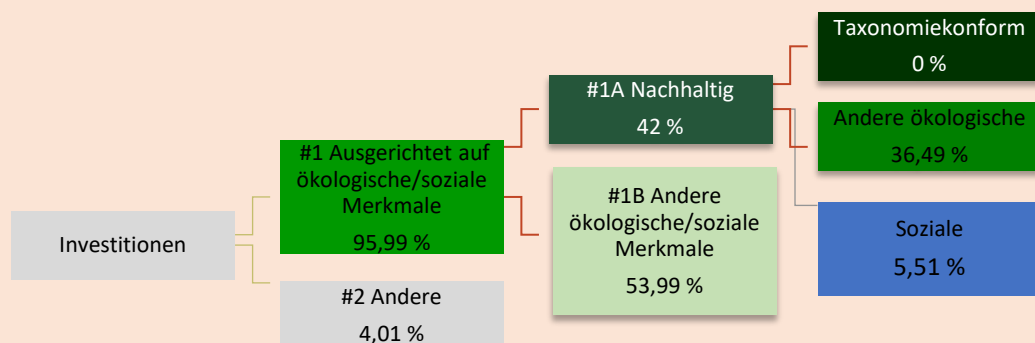 Investitionen
#1 Ausgerichtet auf
ökologische/soziale
Merkmale
95,99 %
#2 Andere
4,01 %
#1A Nachhaltig
42 %
#1B Andere
ökologische/soziale
Merkmale
53,99 %
Taxonomiekonform
0 %
Andere ökologische
36,49 %
Soziale
5,51 %